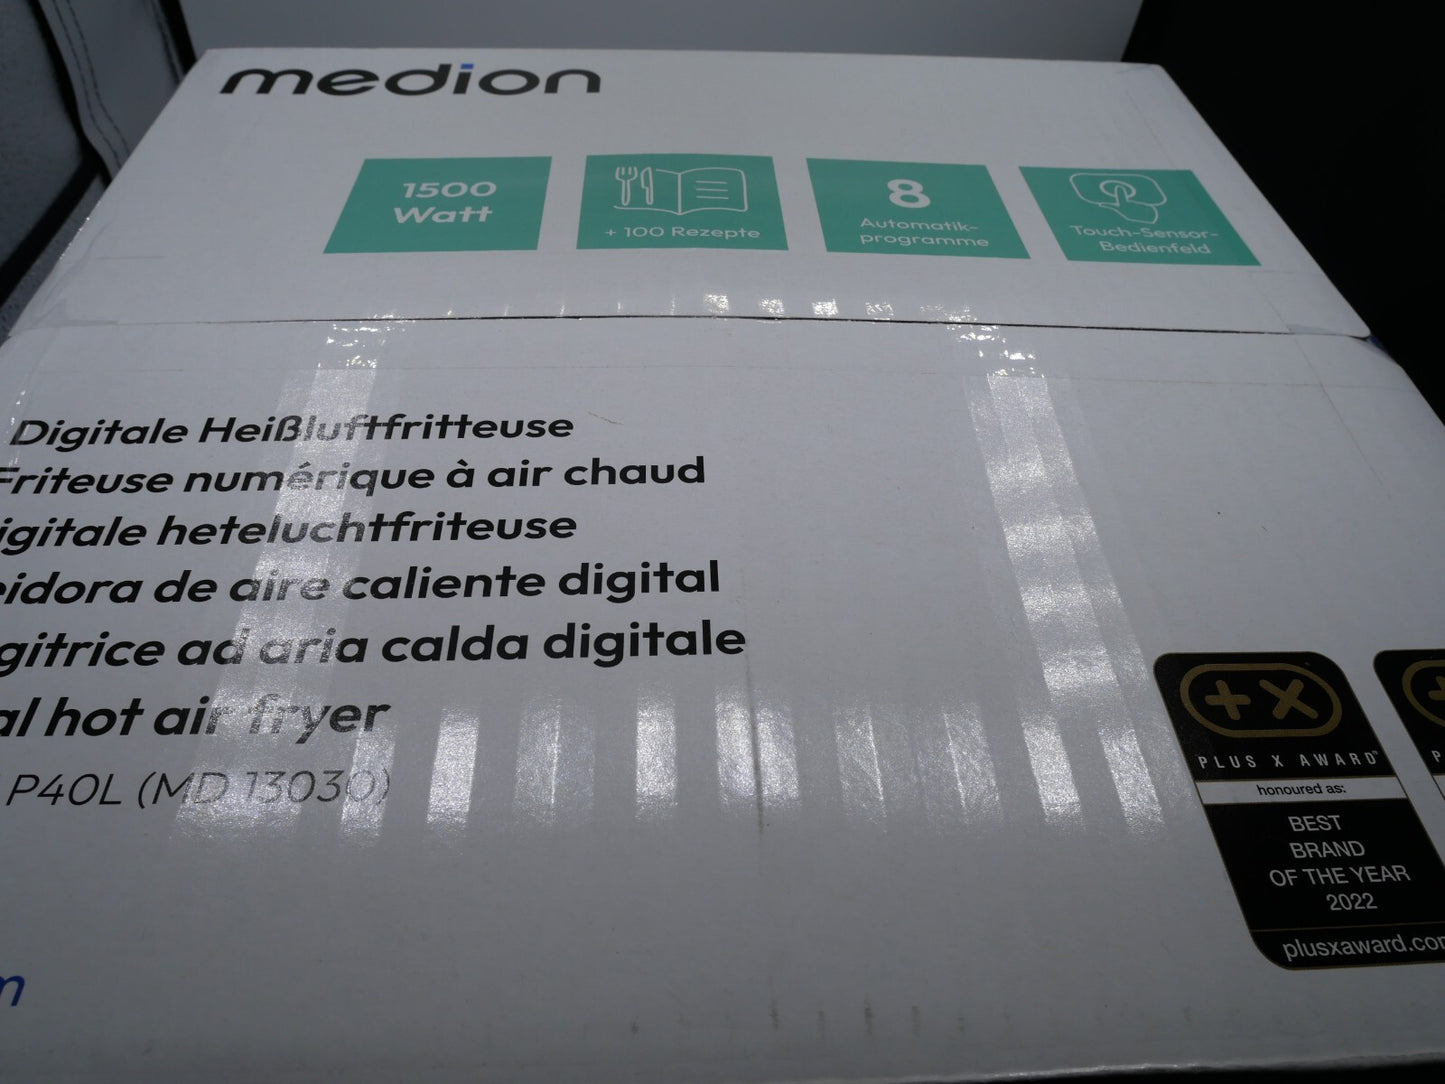 medion
1500
Watt
+ 100 Rezepte
8
Automatik-
programme
Touch-Sensor-
Bedienfeld
Digitale Heißluftfritteuse
Friteuse numérique à air chaud
igitale heteluchtfriteuse
eidora de aire caliente digital
gitrice ad aria calda digitale
al hot air fryer
P40L (MD 13030)
PLUS X AWARD®
honoured as:
BEST
BRAND
OF THE YEAR
2022
plusxaward.com